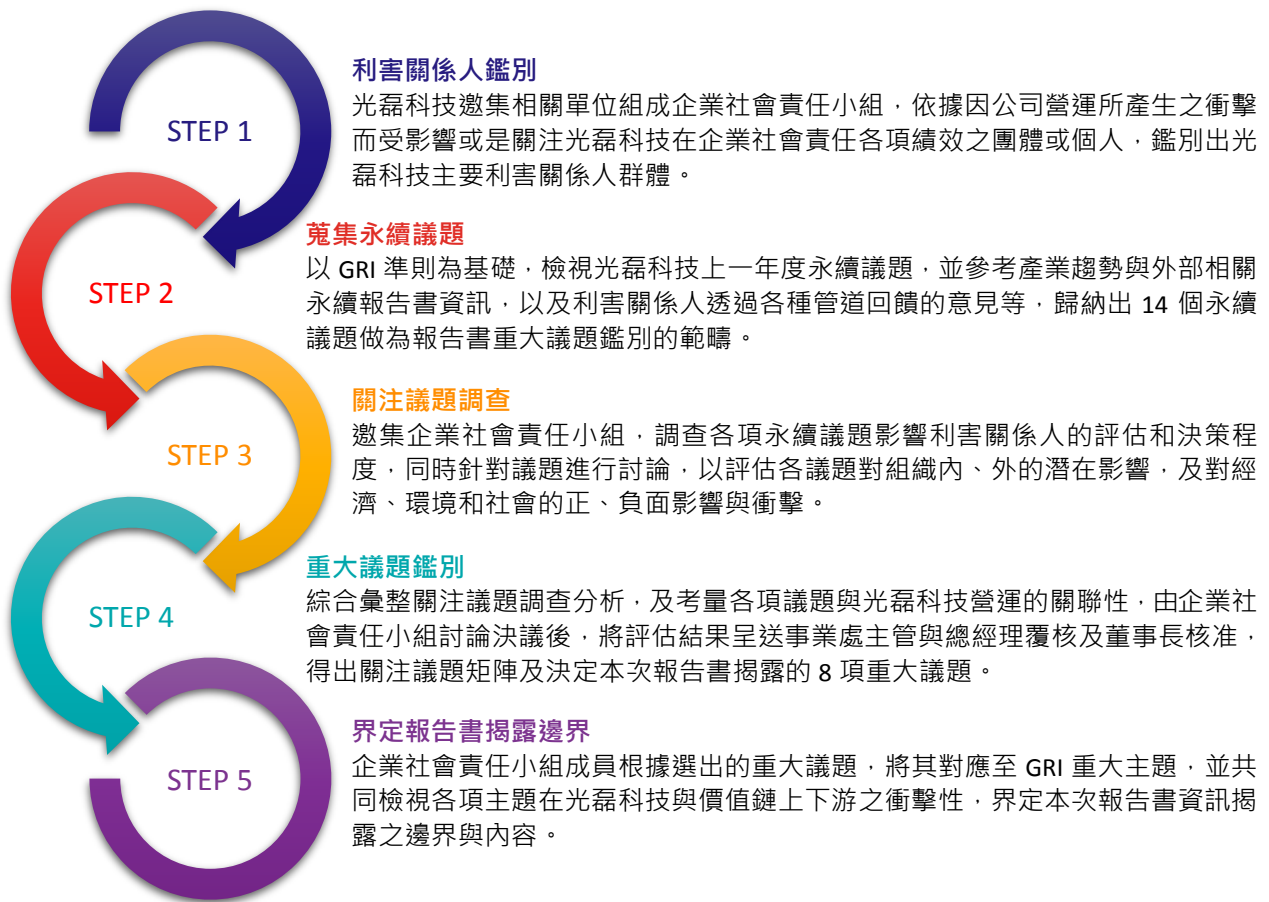 STEP 1
利害關係人鑑別
光磊科技邀集相關單位組成企業社會責任小組，依據因公司營運所產生之衝擊
而受影響或是關注光磊科技在企業社會責任各項績效之團體或個人，鑑別出光
磊科技主要利害關係人群體。
STEP 2
蒐集永續議題
以 GRI 準則為基礎，檢視光磊科技上一年度永續議題，並參考產業趨勢與外部相關
永續報告書資訊，以及利害關係人透過各種管道回饋的意見等，歸納出 14 個永續
議題做為報告書重大議題鑑別的範疇。
STEP 3
關注議題調查
邀集企業社會責任小組，調查各項永續議題影響利害關係人的評估和決策程
度，同時針對議題進行討論，以評估各議題對組織內、外的潛在影響，及對經
濟、環境和社會的正、負面影響與衝擊。
STEP 4
重大議題鑑別
綜合彙整關注議題調查分析，及考量各項議題與光磊科技營運的關聯性，由企業社
會責任小組討論決議後，將評估結果呈送事業處主管與總經理覆核及董事長核准，
得出關注議題矩陣及決定本次報告書揭露的 8 項重大議題。
STEP 5
界定報告書揭露邊界
企業社會責任小組成員根據選出的重大議題，將其對應至 GRI 重大主題，並共
同檢視各項主題在光磊科技與價值鏈上下游之衝擊性，界定本次報告書資訊揭
露之邊界與內容。